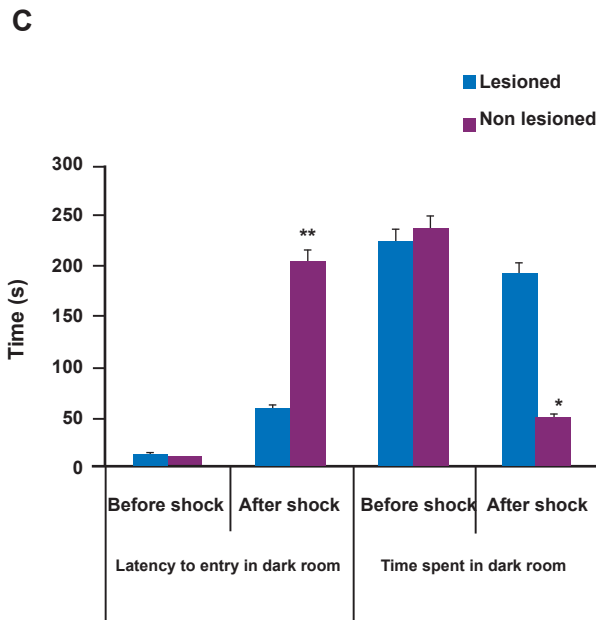 C
Lesioned
Non lesioned
300
250
200
150
100
50
0
Time (s)
**
*
Before shock After shock Before shock After shock
Latency to entry in dark room Time spent in dark room